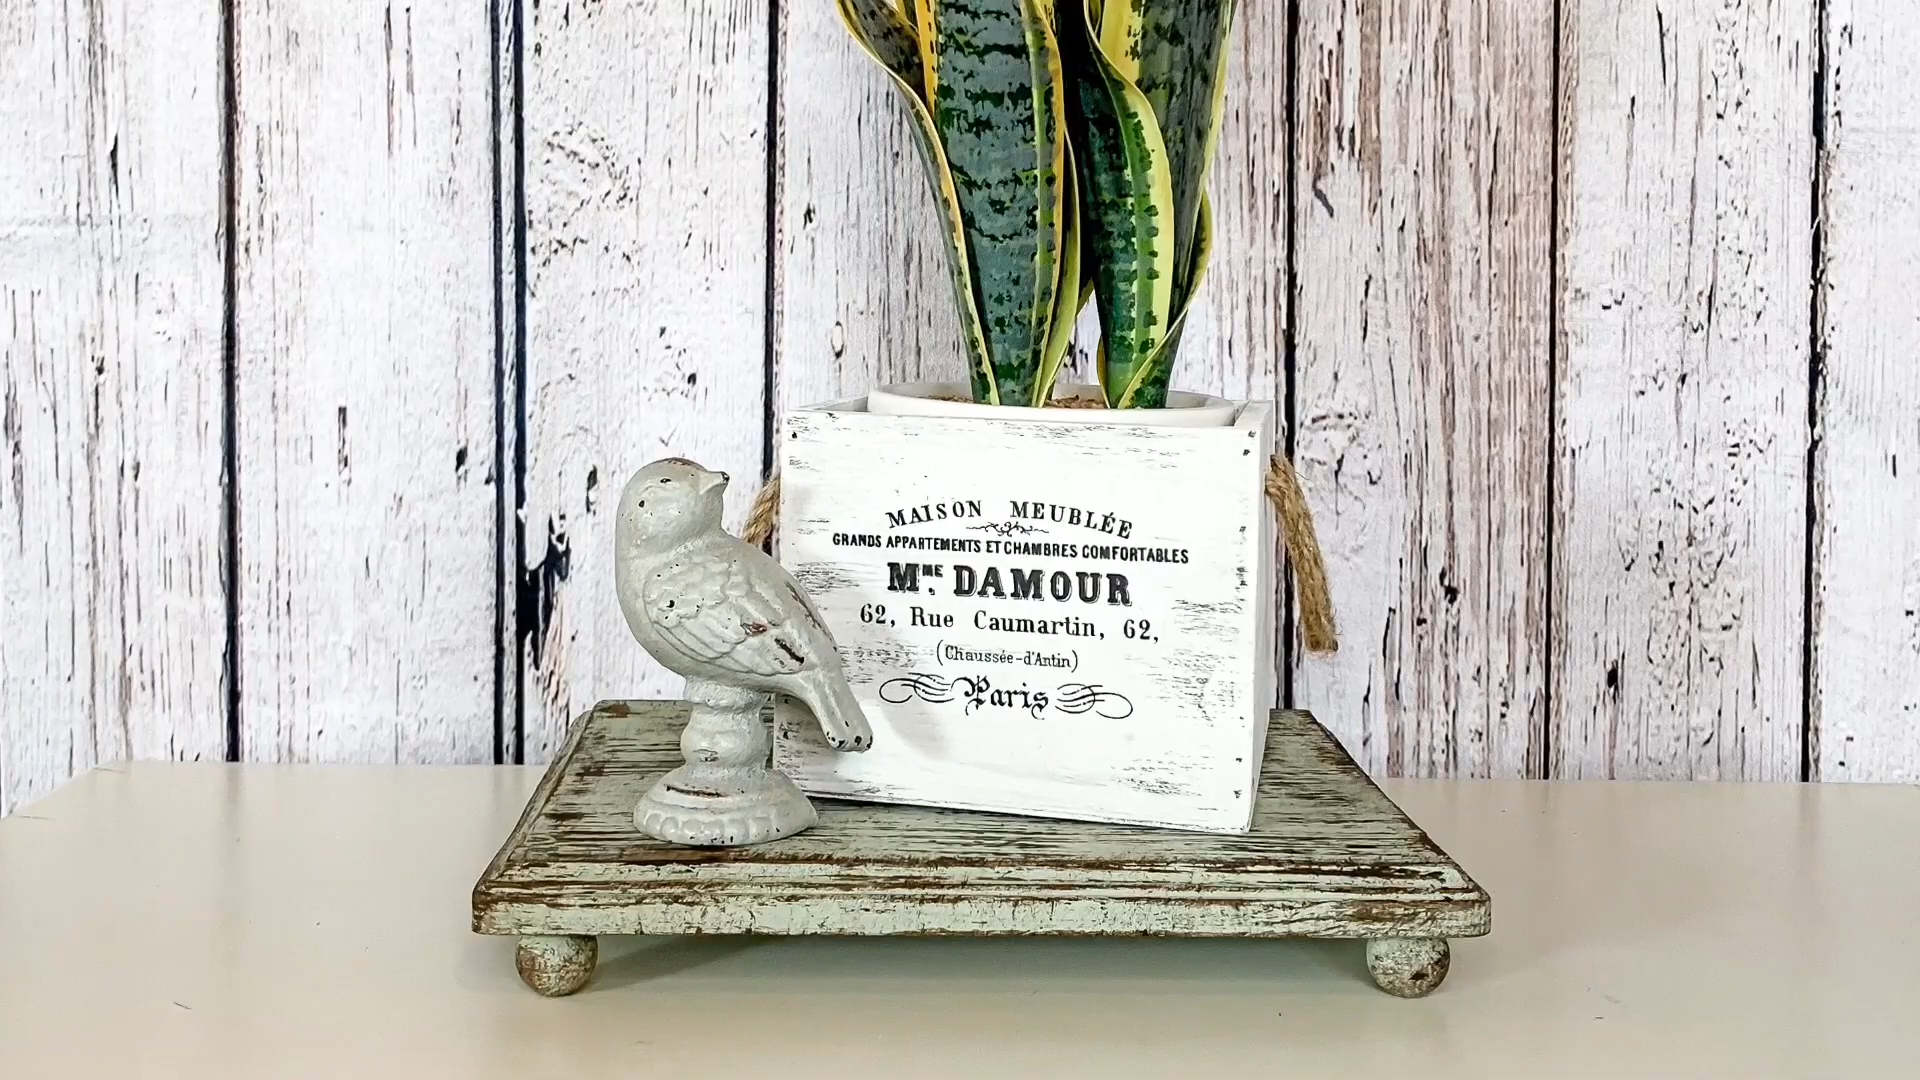 MAISON MEUBLÉE
GRANDS APPARTEMENTS ET CHAMBRES COMFORTABLES
MME. DAMOUR
62, Rue Caumartin, 62,
(Chaussée-d'Antin)
Paris